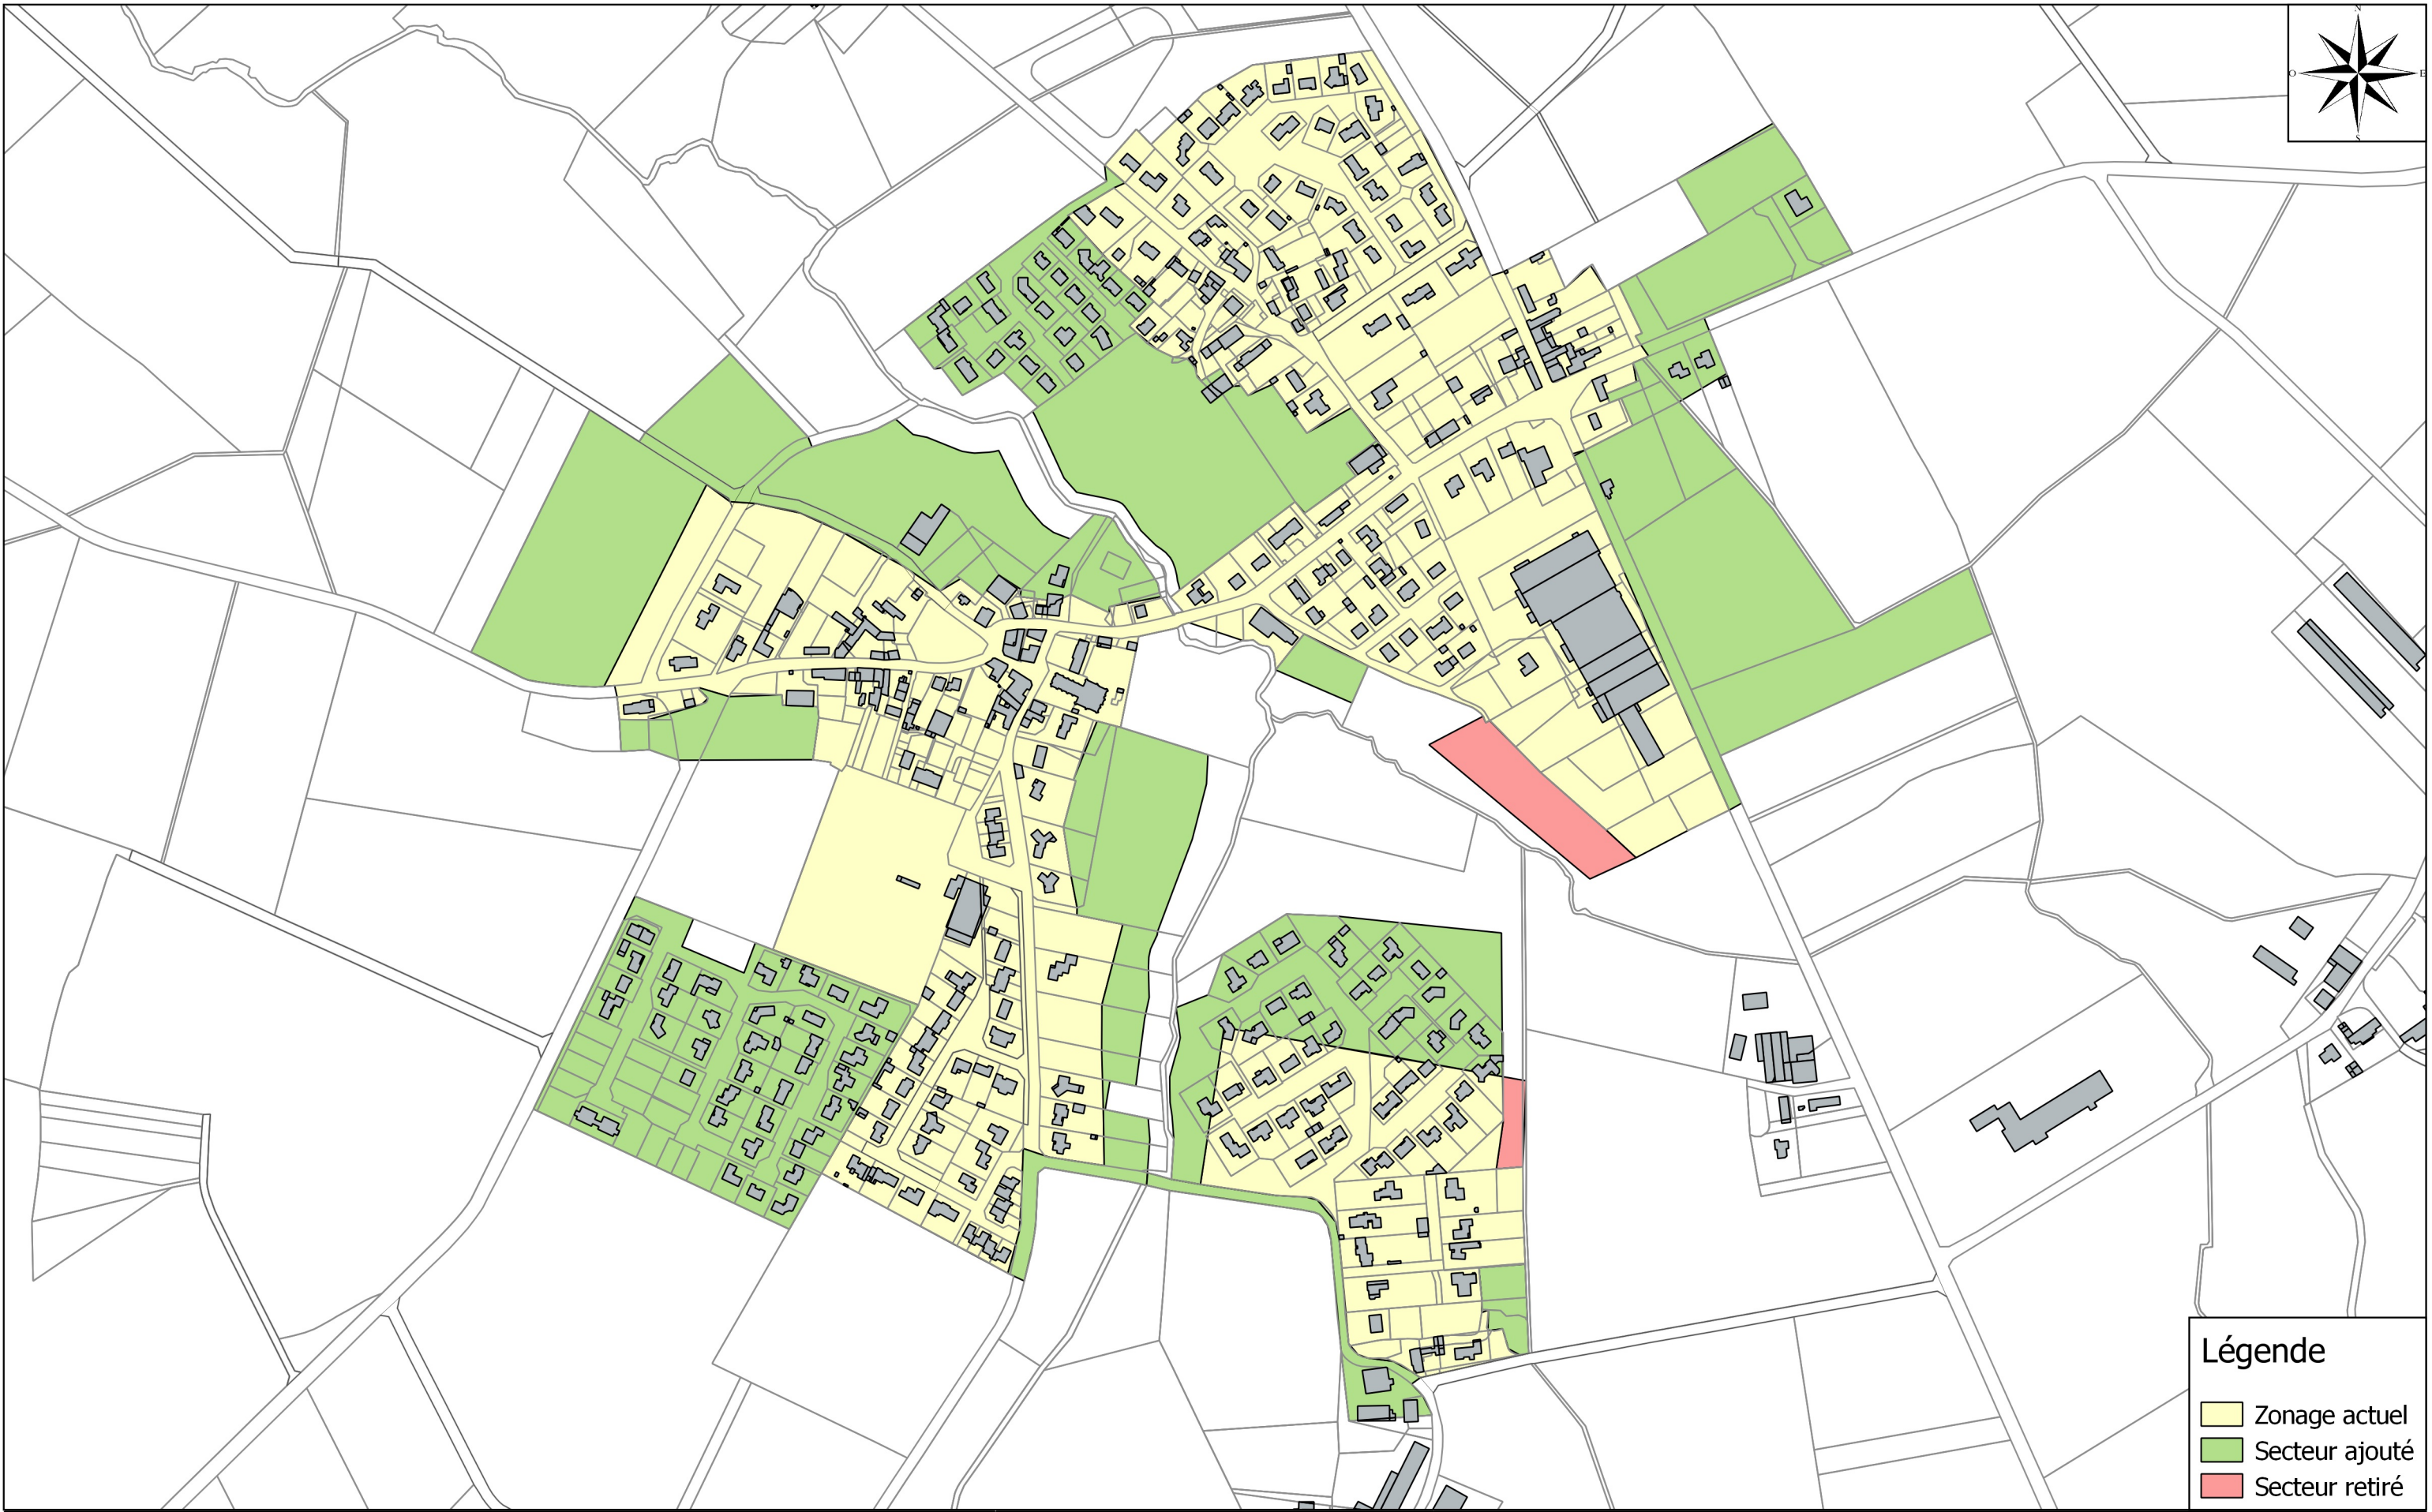 N
O
E
S
Légende
Zonage actuel
Secteur ajouté
Secteur retiré